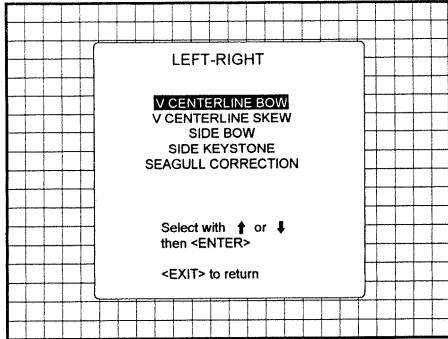 LEFT-RIGHT
V CENTERLINE BOW
V CENTERLINE SKEW
SIDE BOW
SIDE KEYSTONE
SEAGULL CORRECTION
Select with ↑ or ↓
then <ENTER>
<EXIT> to return